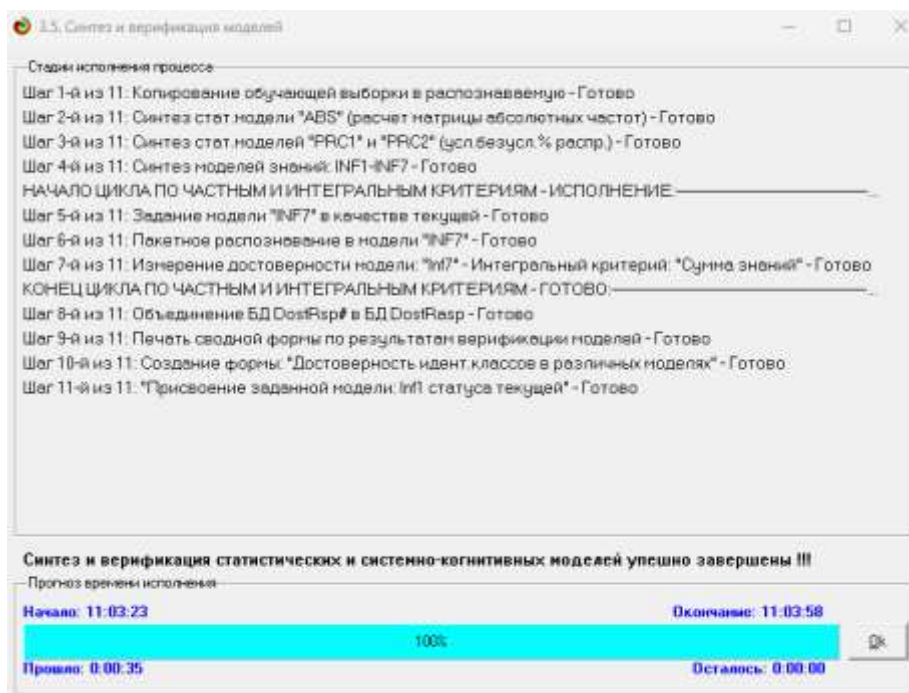 3.5. Синтез и верификация моделей
Стадии исполнения процесса
Шаг 1-й из 11: Копирование обучающей выборки в распознаваемую - Готово
Шаг 2-й из 11: Синтез стат.модели "ABS" (расчет матрицы абсолютных частот) - Готово
Шаг 3-й из 11: Синтез стат.моделей "PRC1" и "PRC2" (усл.безусл.% распр.) - Готово
Шаг 4-й из 11: Синтез моделей знаний: INF1-INF7 - Готово
НАЧАЛО ЦИКЛА ПО ЧАСТНЫМ И ИНТЕГРАЛЬНЫМ КРИТЕРИЯМ - ИСПОЛНЕНИЕ:
Шаг 5-й из 11: Задание модели "INF7" в качестве текущей - Готово
Шаг 6-й из 11: Пакетное распознавание в модели "INF7" - Готово
Шаг 7-й из 11: Измерение достоверности модели: "Inf7" - Интегральный критерий: "Сумма знаний" - Готово
КОНЕЦ ЦИКЛА ПО ЧАСТНЫМ И ИНТЕГРАЛЬНЫМ КРИТЕРИЯМ - ГОТОВО:
Шаг 8-й из 11: Объединение БД DostRsp# в БД DostRasp - Готово
Шаг 9-й из 11: Печать сводной формы по результатам верификации моделей - Готово
Шаг 10-й из 11: Создание формы: "Достоверность идент.классов в различных моделях" - Готово
Шаг 11-й из 11: "Присвоение заданной модели: Inf1 статуса текущей" - Готово
Синтез и верификация статистических и системно-когнитивных моделей упешно завершены !!!
Прогноз времени исполнения
Начало: 11:03:23
Окончание: 11:03:58
100%
Ok
Прошло: 0:00:35
Осталось: 0:00:00